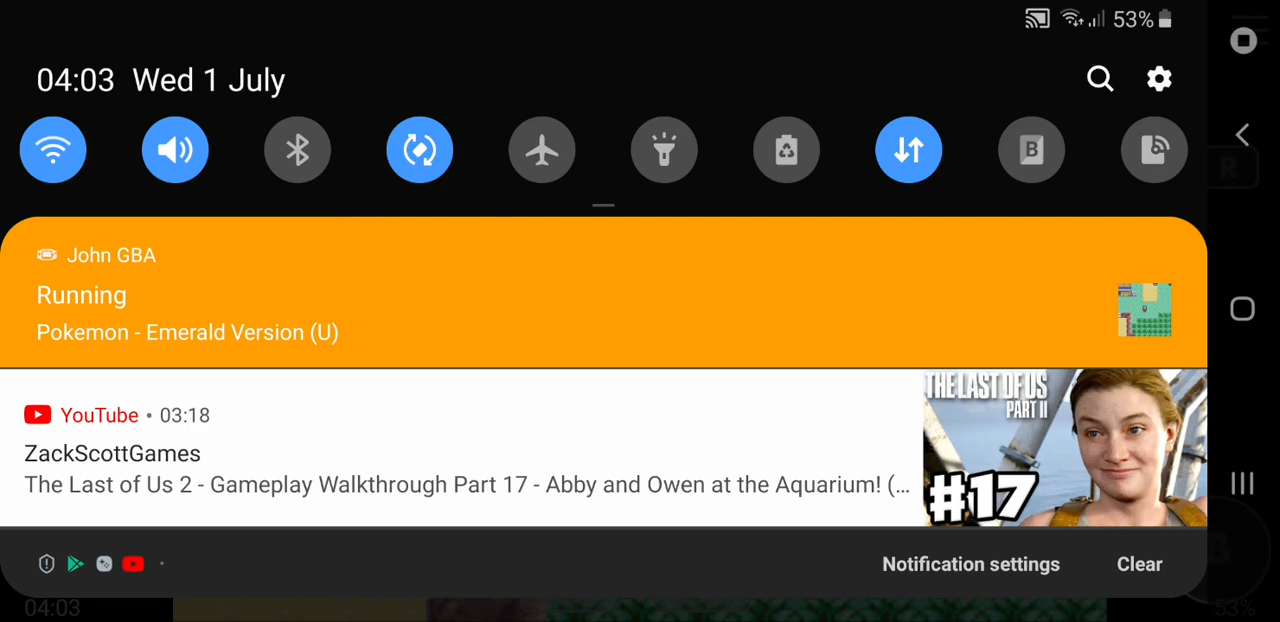 53%
04:03 Wed 1 July
B
R
John GBA
Running
Pokemon - Emerald Version (U)
YouTube • 03:18
ZackScottGames
The Last of Us 2 - Gameplay Walkthrough Part 17 - Abby and Owen at the Aquarium! (...
THE LAST OF US
PART II
#17
Notification settings Clear
B
04:03 53%